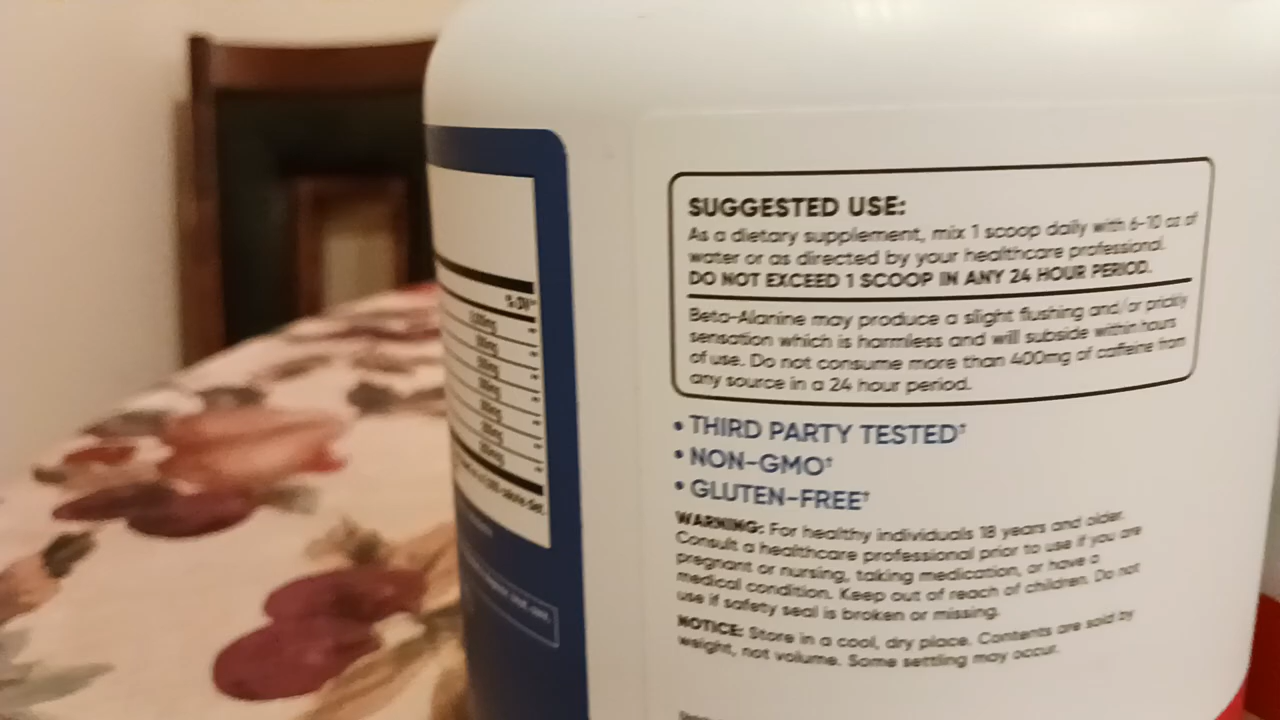 % DV*
SUGGESTED USE:
As a dietary supplement, mix 1 scoop daily with 6-10 oz of
water or as directed by your healthcare professional.
DO NOT EXCEED 1 SCOOP IN ANY 24 HOUR PERIOD.
Beta-Alanine may produce a slight flushing and/or prickly
sensation which is harmless and will subside within hours
of use. Do not consume more than 400mg of caffeine from
any source in a 24 hour period.
• THIRD PARTY TESTED†
• NON-GMO†
• GLUTEN-FREE†
WARNING: For healthy individuals 18 years and older.
Consult a healthcare professional prior to use if you are
pregnant or nursing, taking medication, or have a
medical condition. Keep out of reach of children. Do not
use if safety seal is broken or missing.
NOTICE: Store in a cool, dry place. Contents are sold by
weight, not volume. Some settling may occur.